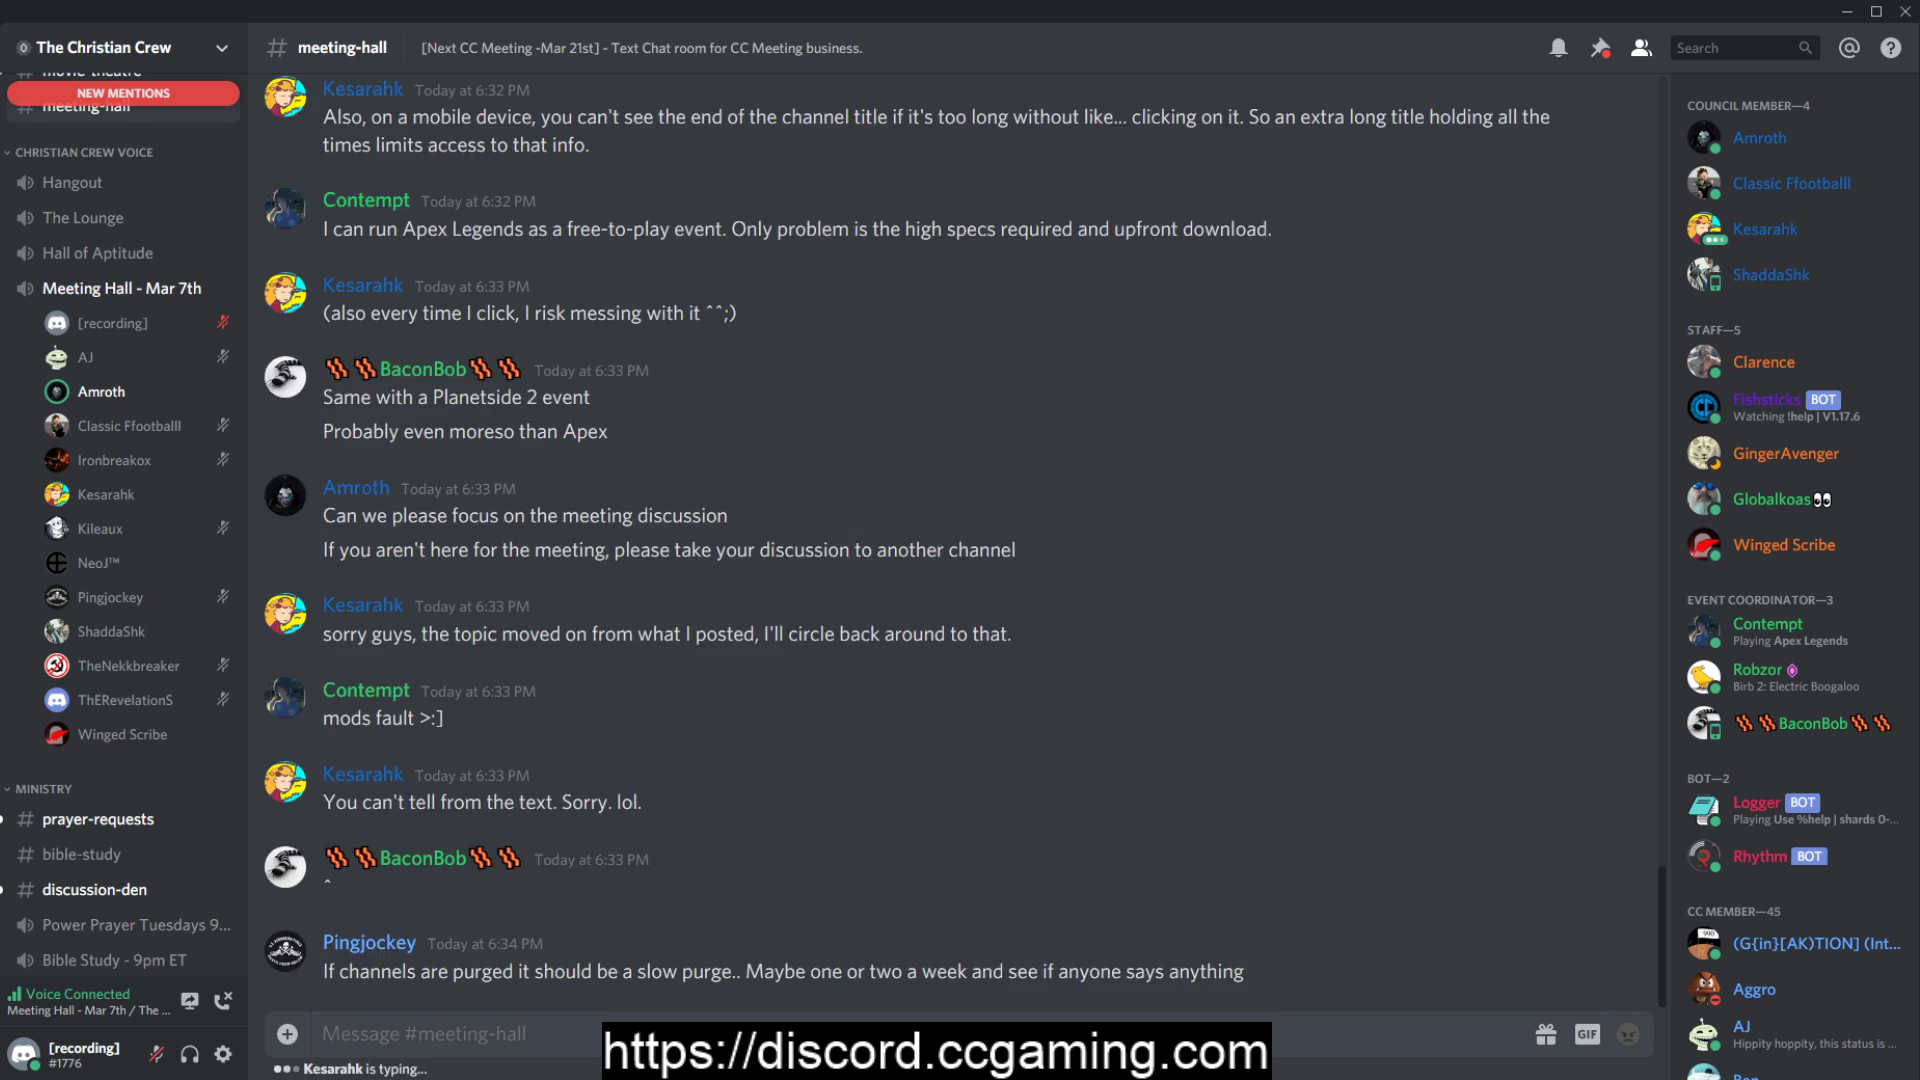 The Christian Crew
movie-theatre
NEW MENTIONS
meeting-hall
CHRISTIAN CREW VOICE
Hangout
The Lounge
Hall of Aptitude
Meeting Hall - Mar 7th
[recording]
AJ
Amroth
Classic Ffootballl
Ironbreakox
Kesarahk
Kileaux
NeoJ™
Pingjockey
ShaddaShk
TheNekkbreaker
ThERevelationS
Winged Scribe
MINISTRY
prayer-requests
bible-study
discussion-den
Power Prayer Tuesdays 9...
Bible Study - 9pm ET
Voice Connected
Meeting Hall - Mar 7th / The ...
[recording]
#1776
# meeting-hall [Next CC Meeting -Mar 21st] - Text Chat room for CC Meeting business.
Search
Kesarahk Today at 6:32 PM
Also, on a mobile device, you can't see the end of the channel title if it's too long without like... clicking on it. So an extra long title holding all the
times limits access to that info.
Contempt Today at 6:32 PM
I can run Apex Legends as a free-to-play event. Only problem is the high specs required and upfront download.
Kesarahk Today at 6:33 PM
(also every time I click, I risk messing with it ^^;)
BaconBob Today at 6:33 PM
Same with a Planetside 2 event
Probably even moreso than Apex
Amroth Today at 6:33 PM
Can we please focus on the meeting discussion
If you aren't here for the meeting, please take your discussion to another channel
Kesarahk Today at 6:33 PM
sorry guys, the topic moved on from what I posted, I'll circle back around to that.
Contempt Today at 6:33 PM
mods fault >:]
Kesarahk Today at 6:33 PM
You can't tell from the text. Sorry. lol.
BaconBob Today at 6:33 PM
^
Pingjockey Today at 6:34 PM
If channels are purged it should be a slow purge.. Maybe one or two a week and see if anyone says anything
Message #meeting-hall
GIF
https://discord.ccgaming.com
Kesarahk is typing...
COUNCIL MEMBER—4
Amroth
Classic Ffootballl
Kesarahk
ShaddaShk
STAFF—5
Clarence
Fishsticks BOT
Watching !help | V1.17.6
GingerAvenger
Globalkoas👀
Winged Scribe
EVENT COORDINATOR—3
Contempt
Playing Apex Legends
Robzor
Birb 2: Electric Boogaloo
BaconBob
BOT—2
Logger BOT
Playing Use %help | shards 0-...
Rhythm BOT
CC MEMBER—45
(G{in}[AK)TION] (Int...
Aggro
AJ
Hippity hoppity, this status is ...